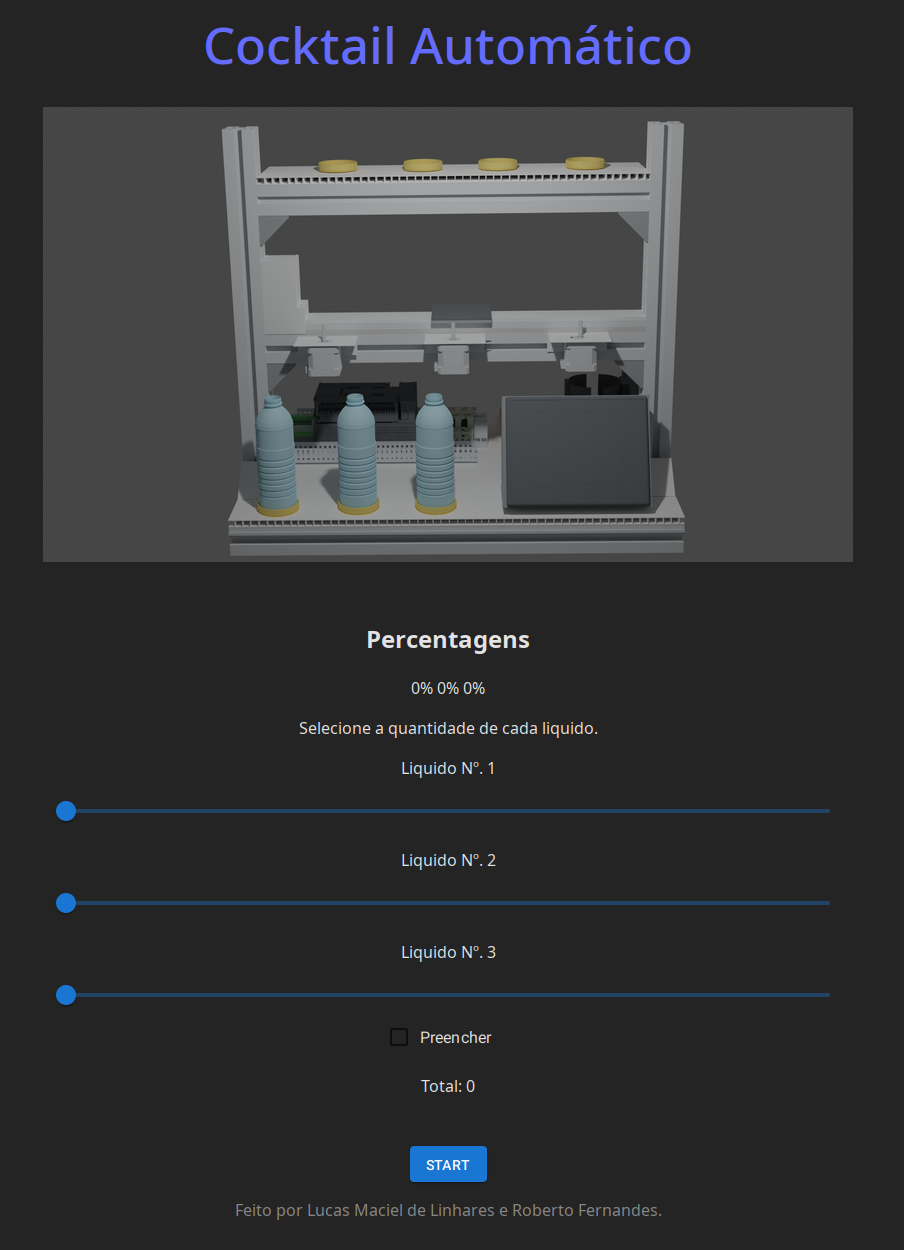 Cocktail Automático
Percentagens
0% 0% 0%
Selecione a quantidade de cada liquido.
Liquido Nº. 1
Liquido Nº. 2
Liquido Nº. 3
Preencher
Total: 0
START
Feito por Lucas Maciel de Linhares e Roberto Fernandes.